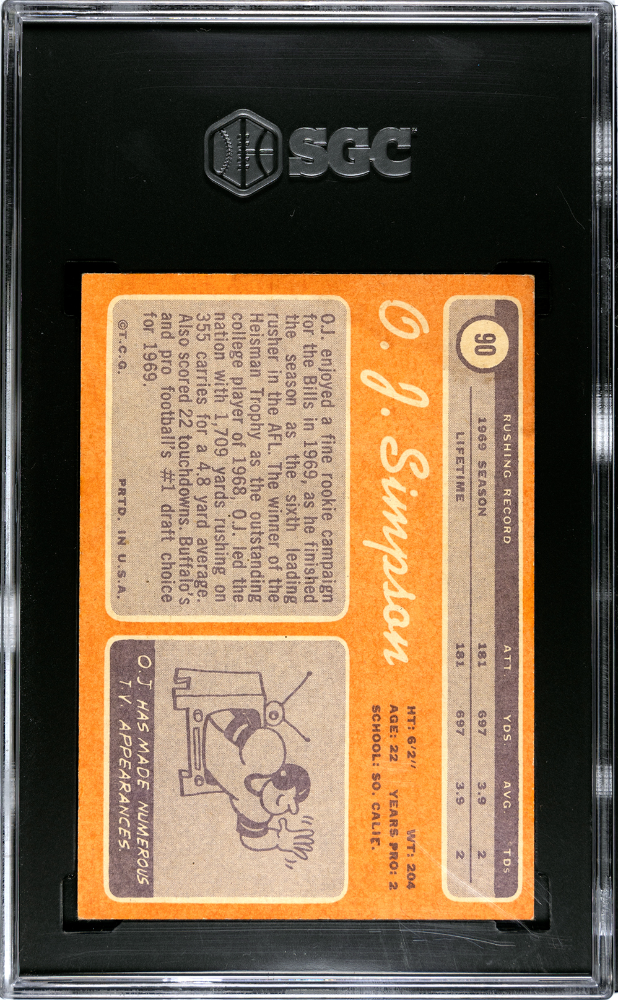 SGC
90
RUSHING RECORD ATT. YDS. AVG. TDs
1969 SEASON 181 697 3.9 2
LIFETIME 181 697 3.9 2
O. J. Simpson
HT: 6'2" WT: 204
AGE: 22 YEARS PRO: 2
SCHOOL: SO. CALIF.
O.J. enjoyed a fine rookie campaign
for the Bills in 1969, as he finished
the season as the sixth leading
rusher in the AFL. The winner of the
Heisman Trophy as the outstanding
college player of 1968, O.J. led the
nation with 1,709 yards rushing on
355 carries for a 4.8 yard average.
Also scored 22 touchdowns. Buffalo's
and pro football's #1 draft choice
for 1969.
©T.C.G. PRTD. IN U.S.A.
O.J HAS MADE NUMEROUS
TV. APPEARANCES.